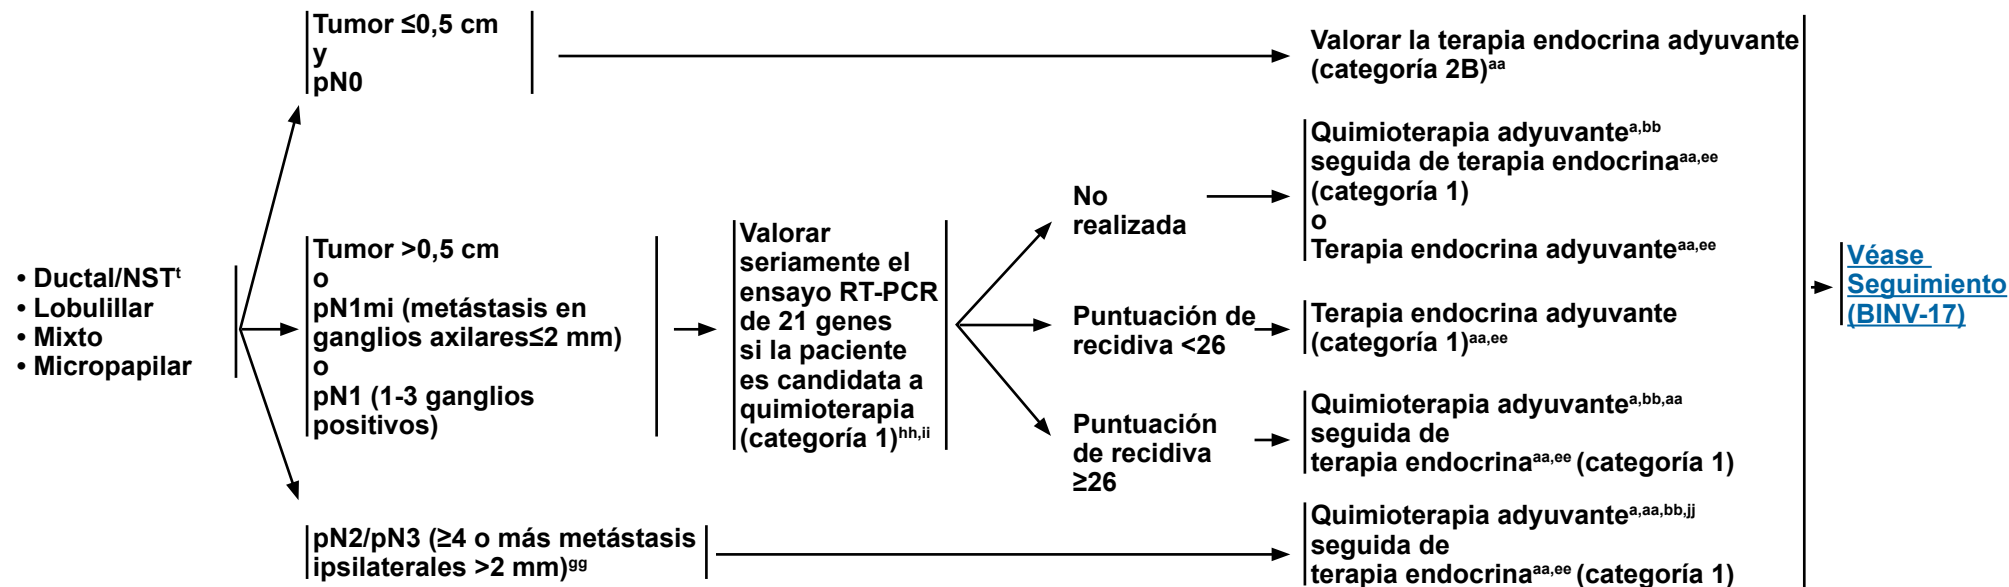 • Ductal/NSTᵗ
• Lobulillar
• Mixto
• Micropapilar
Tumor ≤0,5 cm
y
pN0
Tumor >0,5 cm
o
pN1mi (metástasis en
ganglios axilares≤2 mm)
o
pN1 (1-3 ganglios
positivos)
pN2/pN3 (≥4 o más metástasis
ipsilaterales >2 mm)gg
Valorar
seriamente el
ensayo RT-PCR
de 21 genes
si la paciente
es candidata a
quimioterapia
(categoría 1)hh,ii
No
realizada
Puntuación de
recidiva <26
Puntuación
de recidiva
≥26
Valorar la terapia endocrina adyuvante
(categoría 2B)aa
Quimioterapia adyuvantea,bb
seguida de terapia endocrinaaa,ee
(categoría 1)
o
Terapia endocrina adyuvanteaa,ee
Terapia endocrina adyuvante
(categoría 1)aa,ee
Quimioterapia adyuvantea,bb,aa
seguida de
terapia endocrinaaa,ee (categoría 1)
Quimioterapia adyuvantea,aa,bb,jj
seguida de
terapia endocrinaaa,ee (categoría 1)
Véase
Seguimiento
(BINV-17)